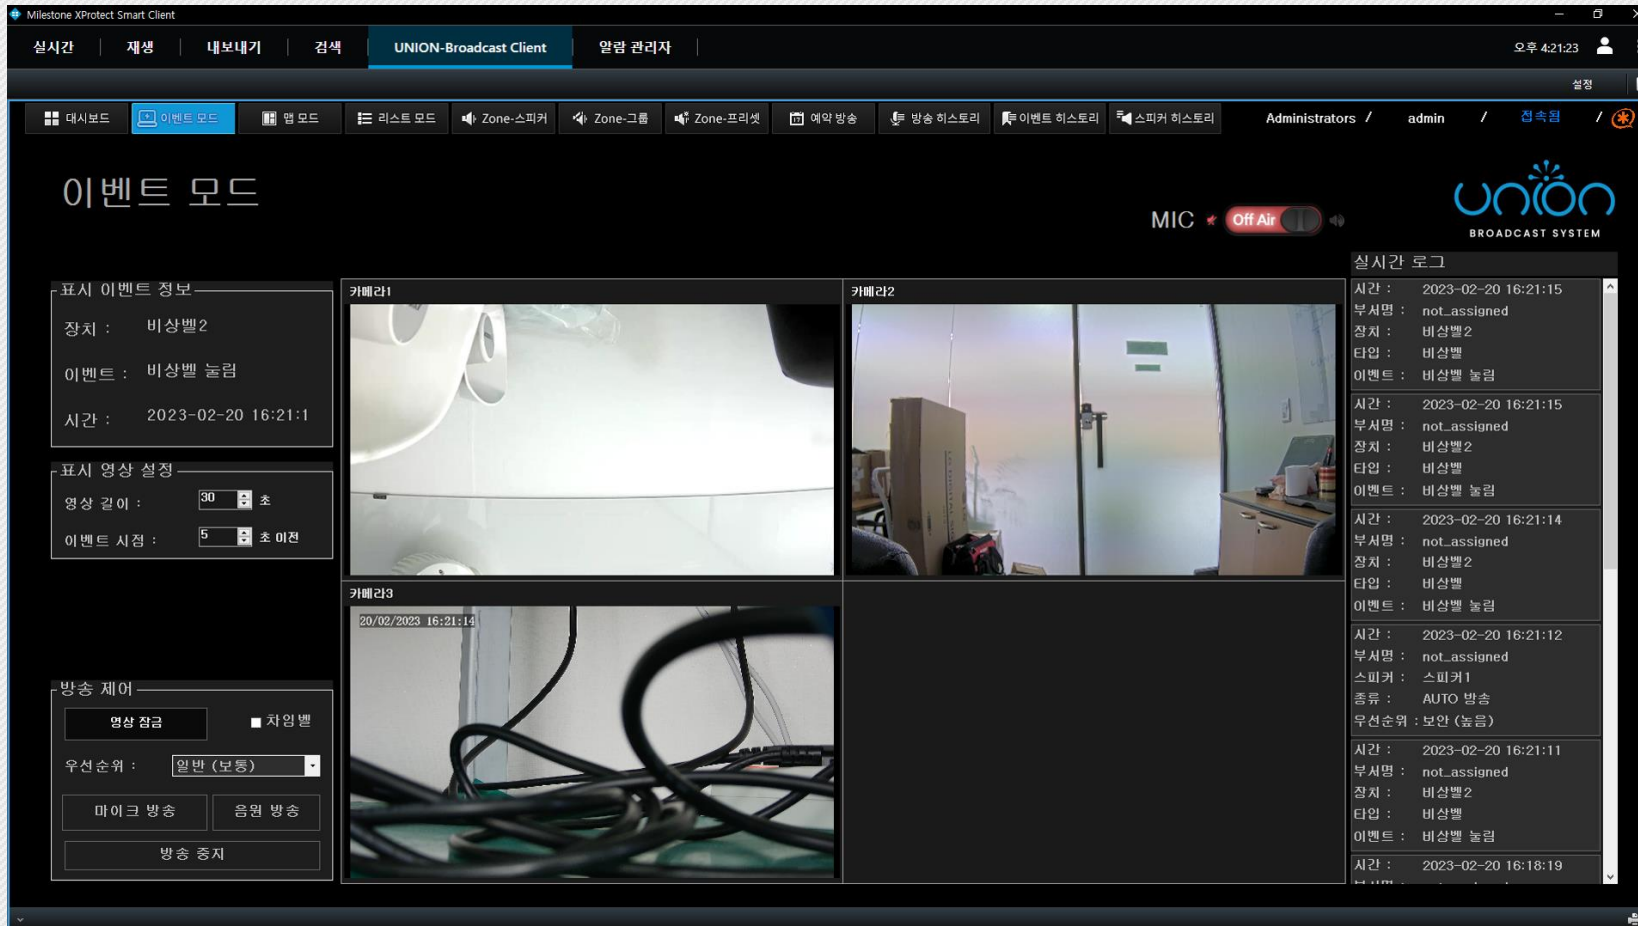 Milestone XProtect Smart Client
실시간 재생 내보내기 검색 UNION-Broadcast Client 알람 관리자 오후 4:21:23
설정
대시보드 이벤트 모드 맵 모드 리스트 모드 Zone-스피커 Zone-그룹 Zone-프리셋 예약 방송 방송 히스토리 이벤트 히스토리 스피커 히스토리 Administrators / admin / 접속됨 /
이벤트 모드
MIC Off Air
union
BROADCAST SYSTEM
표시 이벤트 정보
장치 : 비상벨2
이벤트 : 비상벨 눌림
시간 : 2023-02-20 16:21:1
표시 영상 설정
영상 길이 : 30 초
이벤트 시점 : 5 초 이전
방송 제어
영상 잠금 차임벨
우선순위 : 일반 (보통)
마이크 방송 음원 방송
방송 중지
카메라1
카메라2
카메라3
20/02/2023 16:21:14
실시간 로그
시간 : 2023-02-20 16:21:15
부서명 : not_assigned
장치 : 비상벨2
타입 : 비상벨
이벤트 : 비상벨 눌림
시간 : 2023-02-20 16:21:15
부서명 : not_assigned
장치 : 비상벨2
타입 : 비상벨
이벤트 : 비상벨 눌림
시간 : 2023-02-20 16:21:14
부서명 : not_assigned
장치 : 비상벨2
타입 : 비상벨
이벤트 : 비상벨 눌림
시간 : 2023-02-20 16:21:12
부서명 : not_assigned
스피커 : 스피커1
종류 : AUTO 방송
우선순위 : 보안 (높음)
시간 : 2023-02-20 16:21:11
부서명 : not_assigned
장치 : 비상벨2
타입 : 비상벨
이벤트 : 비상벨 눌림
시간 : 2023-02-20 16:18:19